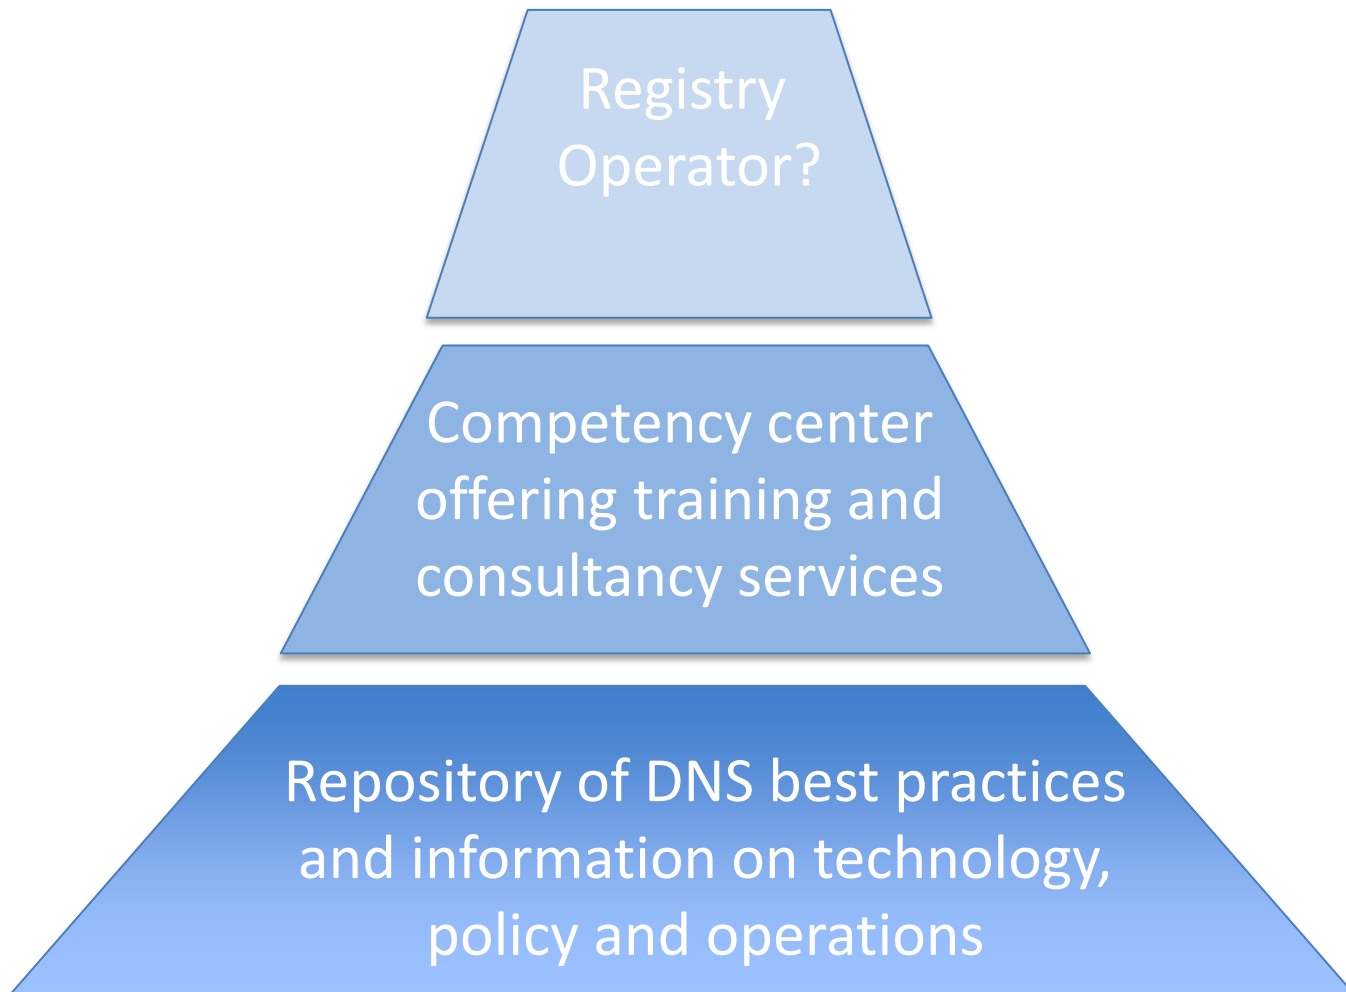 Registry
Operator?
Competency center
offering training and
consultancy services
Repository of DNS best practices
and information on technology,
policy and operations